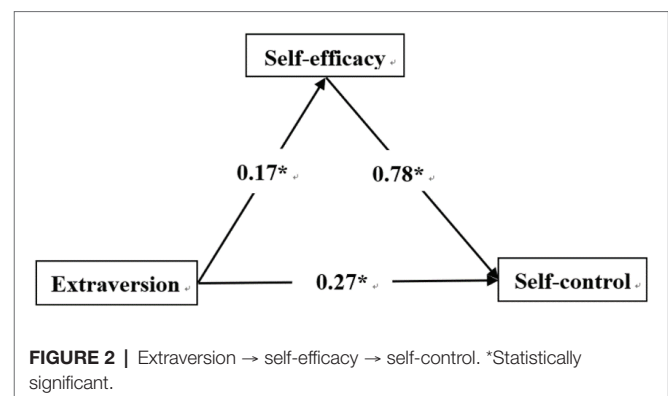 Self-efficacy
0.17*
0.78*
Extraversion
0.27*
Self-control
FIGURE 2 | Extraversion → self-efficacy → self-control. *Statistically
significant.